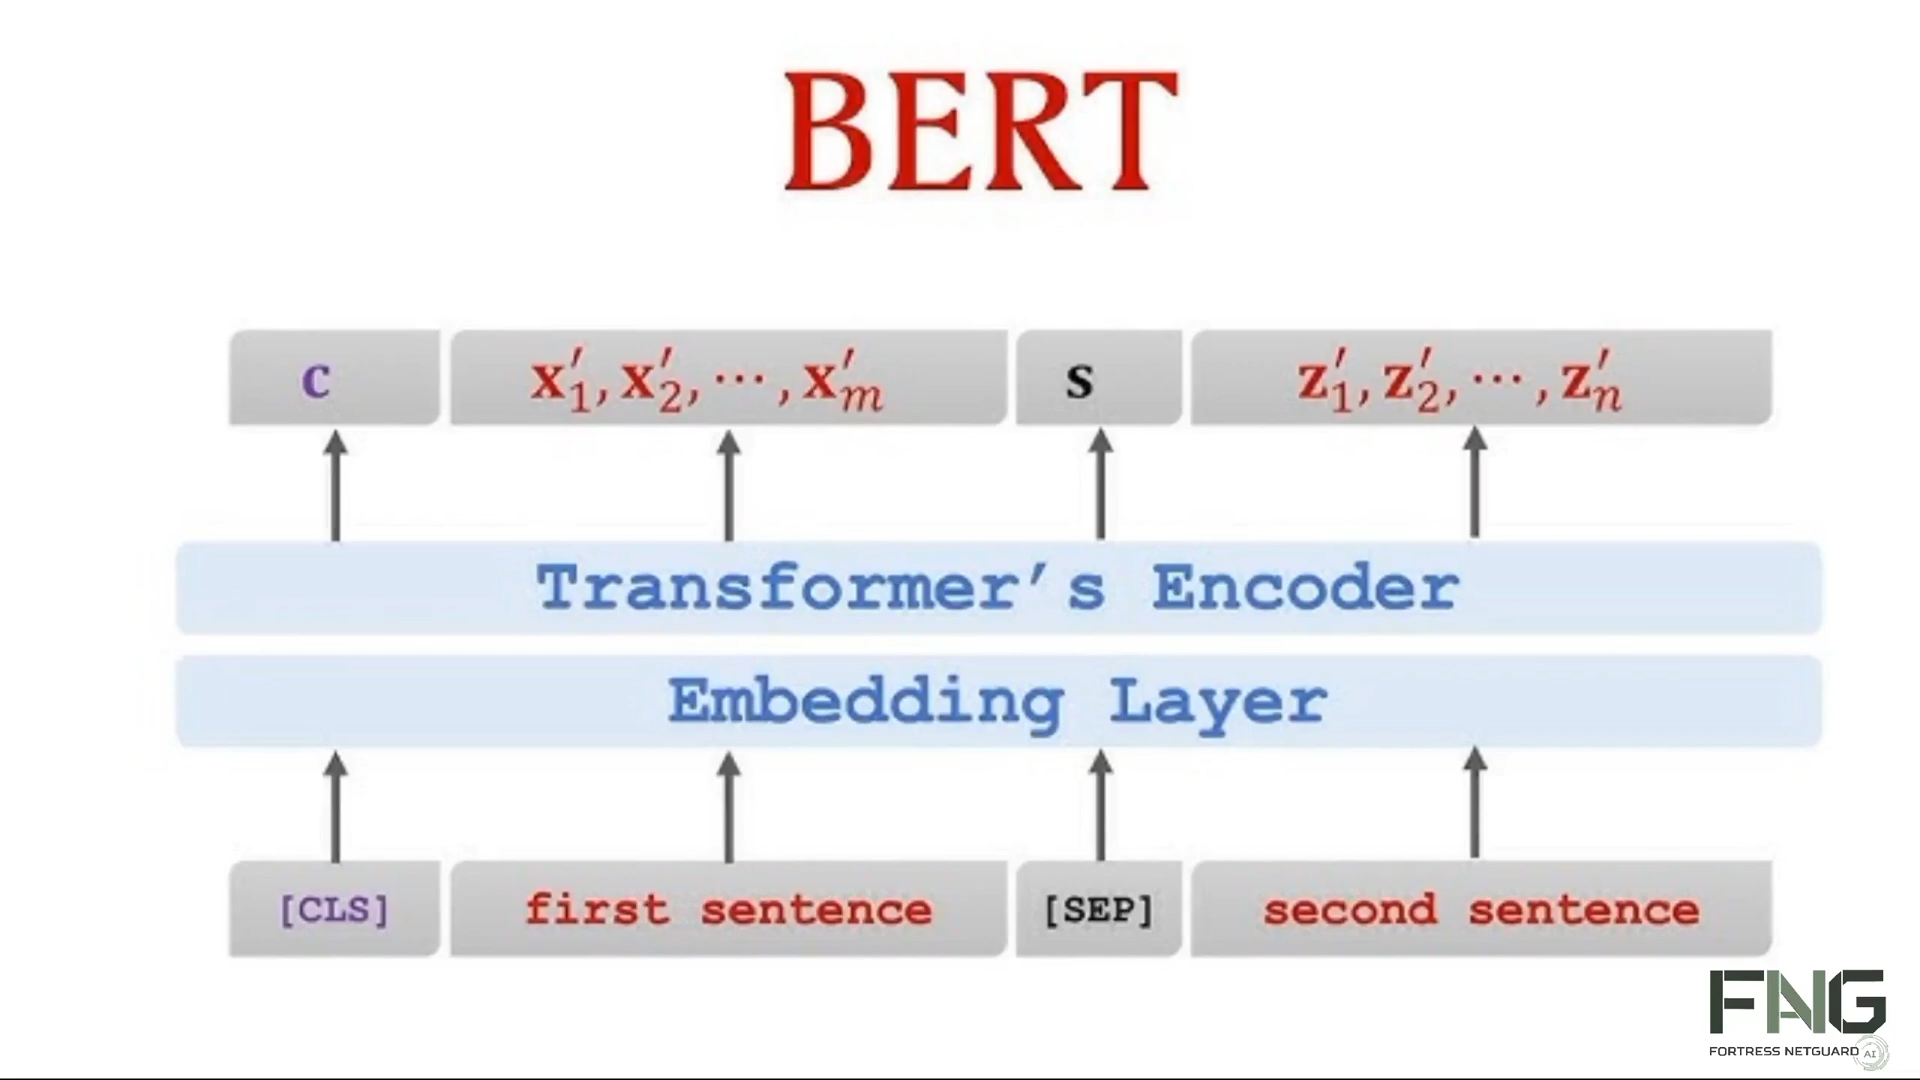 BERT
c x′₁, x′₂, ⋯, x′ₘ s z′₁, z′₂, ⋯, z′ₙ
Transformer's Encoder
Embedding Layer
[CLS] first sentence [SEP] second sentence
FNG
FORTRESS NETGUARD AI